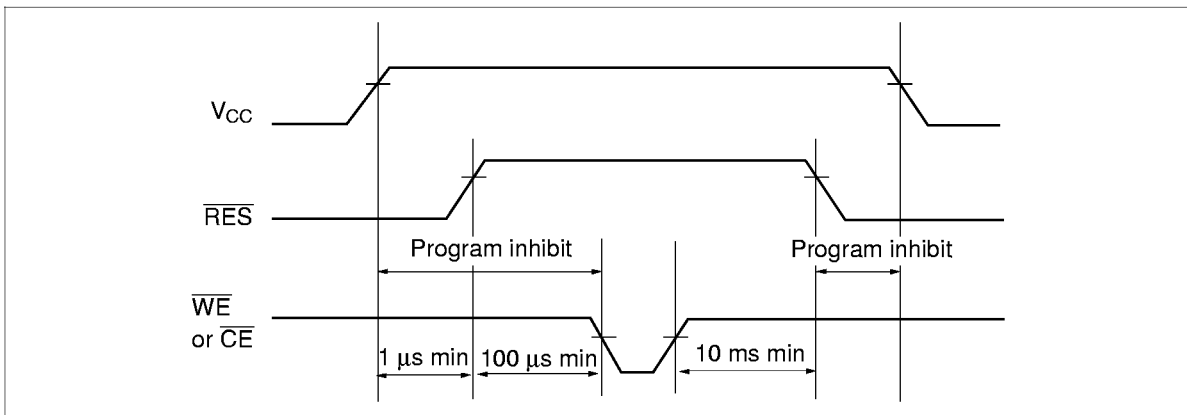 VCC
RES
Program inhibit
Program inhibit
WE
or CE
1 µs min
100 µs min
10 ms min